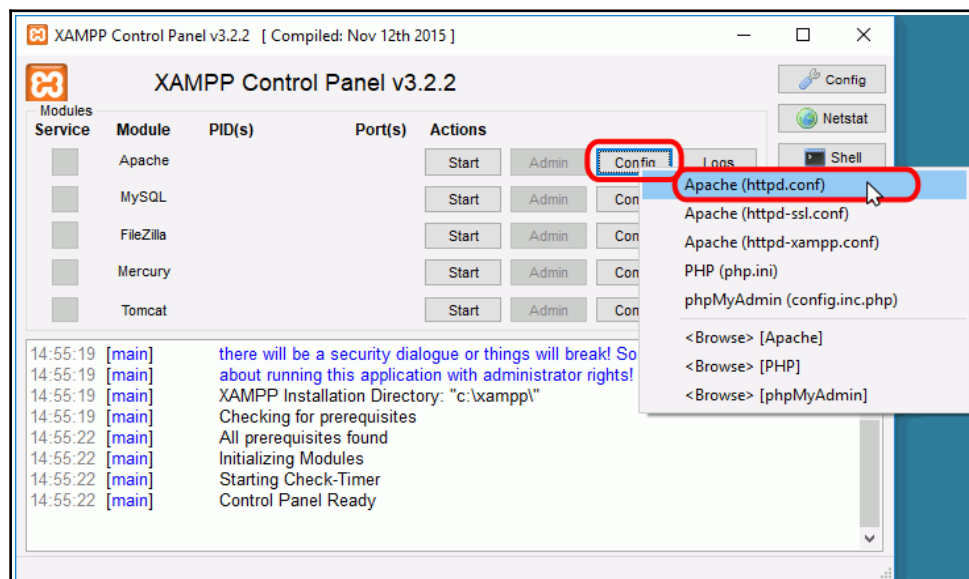 XAMPP Control Panel v3.2.2 [ Compiled: Nov 12th 2015 ]
XAMPP Control Panel v3.2.2
Config
Modules
Netstat
Service Module PID(s) Port(s) Actions
Shell
Apache Start Admin Config Logs
Apache (httpd.conf)
MySQL Start Admin
Apache (httpd-ssl.conf)
FileZilla Start Admin
Apache (httpd-xampp.conf)
Mercury Start Admin
PHP (php.ini)
phpMyAdmin (config.inc.php)
Tomcat Start Admin
<Browse> [Apache]
<Browse> [PHP]
<Browse> [phpMyAdmin]
14:55:19 [main] there will be a security dialogue or things will break! So
14:55:19 [main] about running this application with administrator rights!
14:55:19 [main] XAMPP Installation Directory: "c:\xampp\"
14:55:19 [main] Checking for prerequisites
14:55:22 [main] All prerequisites found
14:55:22 [main] Initializing Modules
14:55:22 [main] Starting Check-Timer
14:55:22 [main] Control Panel Ready